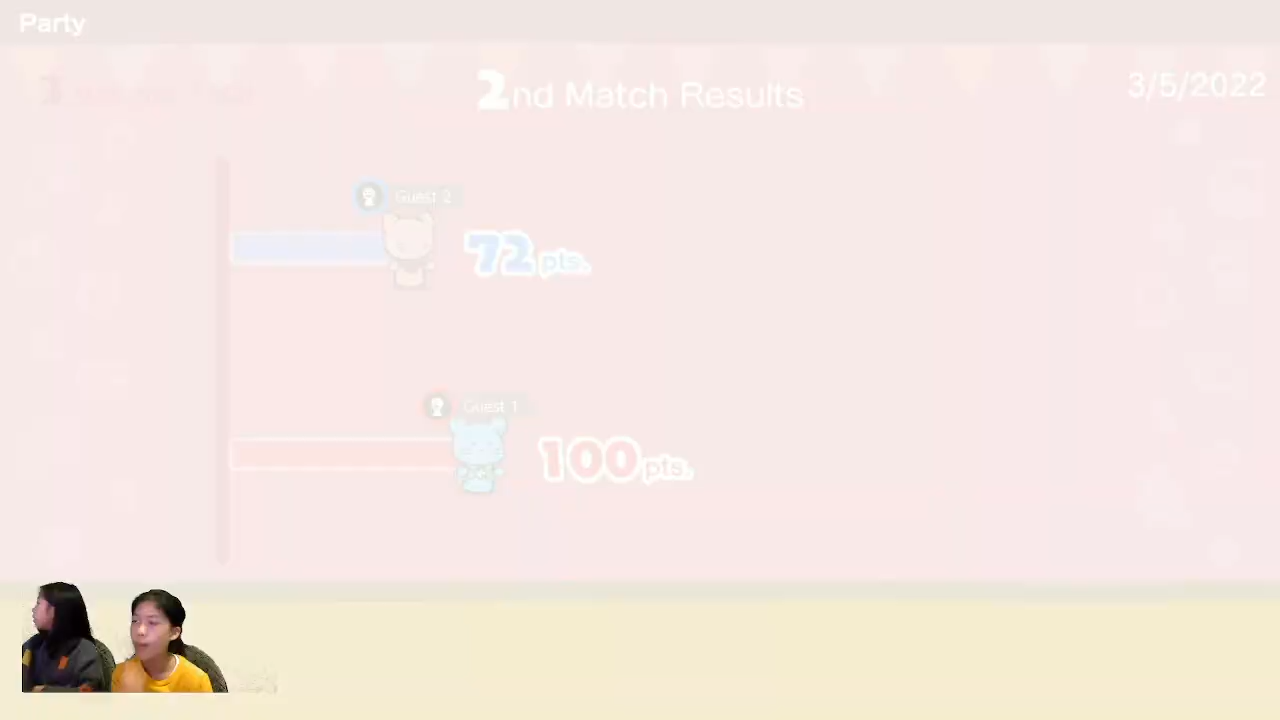 Party
2nd Match Results
3/5/2022
Guest 2
72 pts.
Guest 1
100 pts.